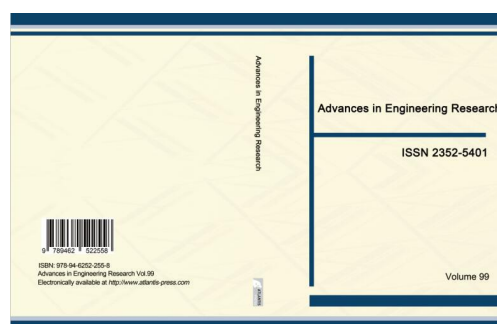 Advances in Engineering Research
Advances in Engineering Research
ISSN 2352-5401
Volume 99
9 789462 522558
ISBN: 978-94-6252-255-8
Advances in Engineering Research Vol.99
Electronically available at http://www.atlantis-press.com
ATLANTIS